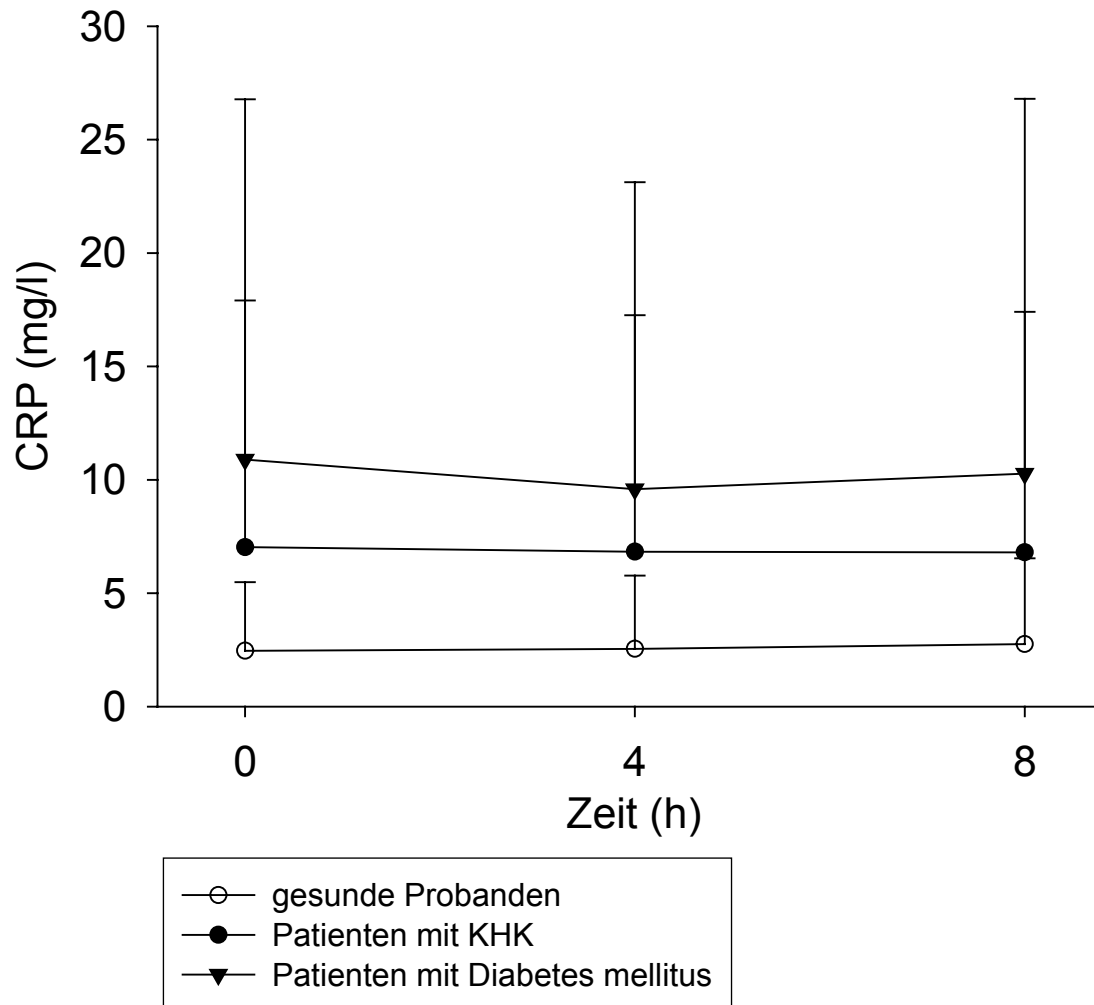 30
25
20
15
10
5
0
CRP (mg/l)
0 4 8
Zeit (h)
gesunde Probanden
Patienten mit KHK
Patienten mit Diabetes mellitus